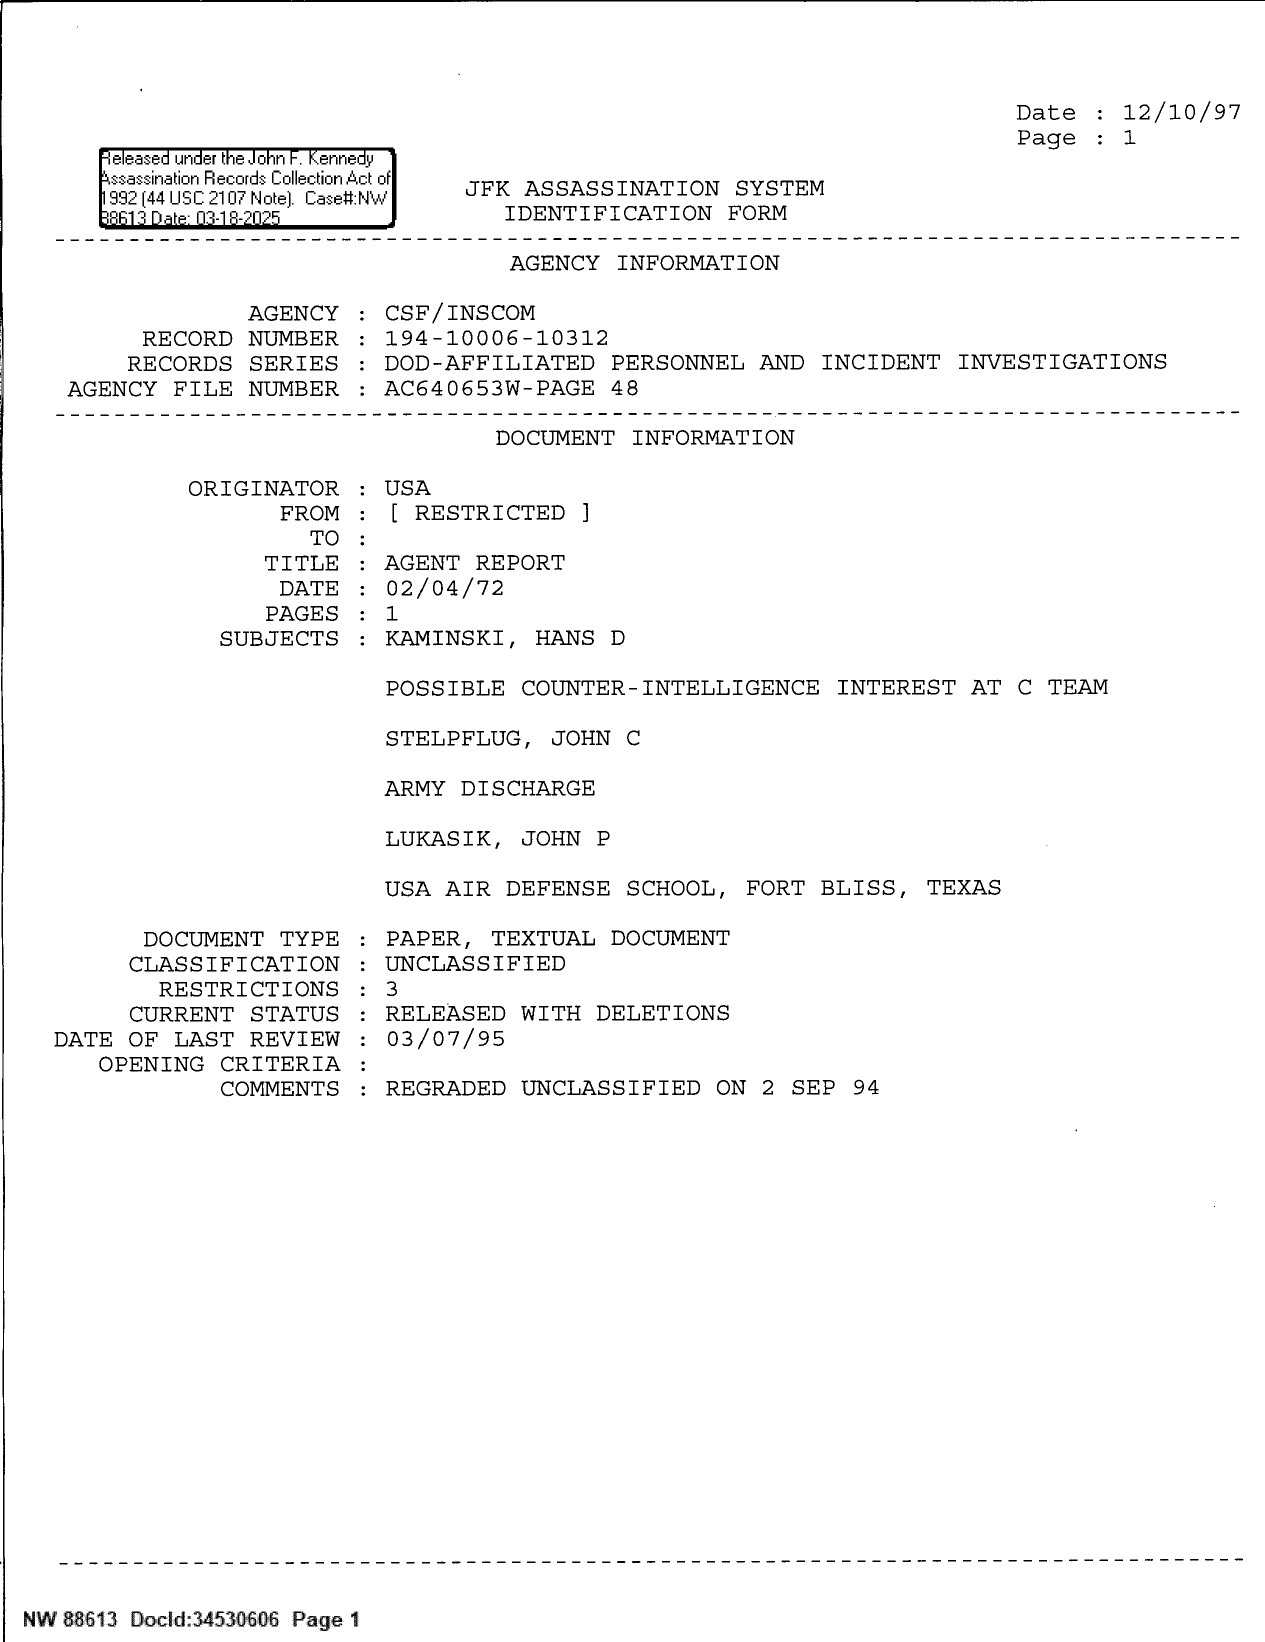 Date : 12/10/97
Page : 1
Released under the John F. Kennedy
Assassination Records Collection Act of
1992 (44 USC 2107 Note). Case#:NW
88613 Date: 03-18-2025
JFK ASSASSINATION SYSTEM
IDENTIFICATION FORM
AGENCY INFORMATION
AGENCY : CSF/INSCOM
RECORD NUMBER : 194-10006-10312
RECORDS SERIES : DOD-AFFILIATED PERSONNEL AND INCIDENT INVESTIGATIONS
AGENCY FILE NUMBER : AC640653W-PAGE 48
DOCUMENT INFORMATION
ORIGINATOR : USA
FROM : [ RESTRICTED ]
TO :
TITLE : AGENT REPORT
DATE : 02/04/72
PAGES : 1
SUBJECTS : KAMINSKI, HANS D
POSSIBLE COUNTER-INTELLIGENCE INTEREST AT C TEAM
STELPFLUG, JOHN C
ARMY DISCHARGE
LUKASIK, JOHN P
USA AIR DEFENSE SCHOOL, FORT BLISS, TEXAS
DOCUMENT TYPE : PAPER, TEXTUAL DOCUMENT
CLASSIFICATION : UNCLASSIFIED
RESTRICTIONS : 3
CURRENT STATUS : RELEASED WITH DELETIONS
DATE OF LAST REVIEW : 03/07/95
OPENING CRITERIA :
COMMENTS : REGRADED UNCLASSIFIED ON 2 SEP 94
NW 88613 DocId:34530606 Page 1